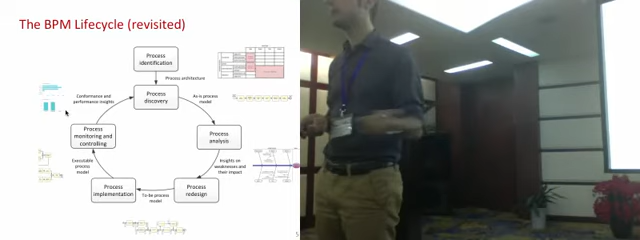 The BPM Lifecycle (revisited)
Process
identification
Process architecture
Process
discovery
Conformance and
performance insights
As-is process
model
Process
monitoring and
controlling
Process
analysis
Executable
process
model
Insights on
weaknesses and
their impact
Process
implementation
To-be process
model
Process
redesign
5